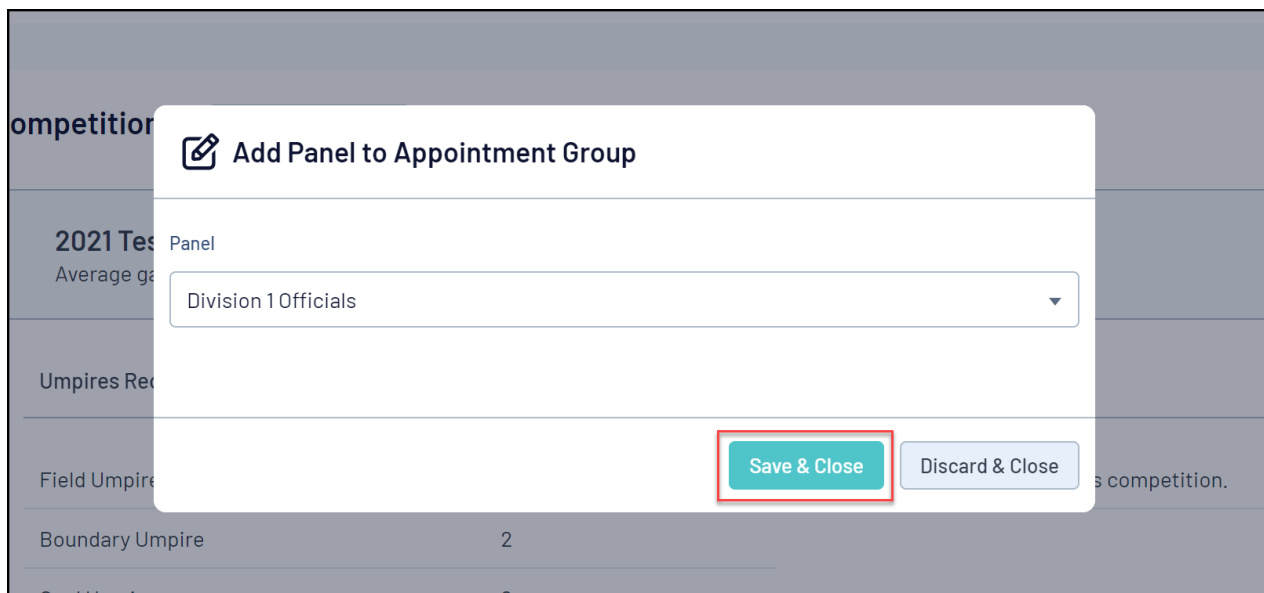 ompetition
Add Panel to Appointment Group
2021 Tes
Panel
Average ga
Division 1 Officials
Umpires Rec
Save & Close
Discard & Close
Field Umpire
s competition.
Boundary Umpire
2